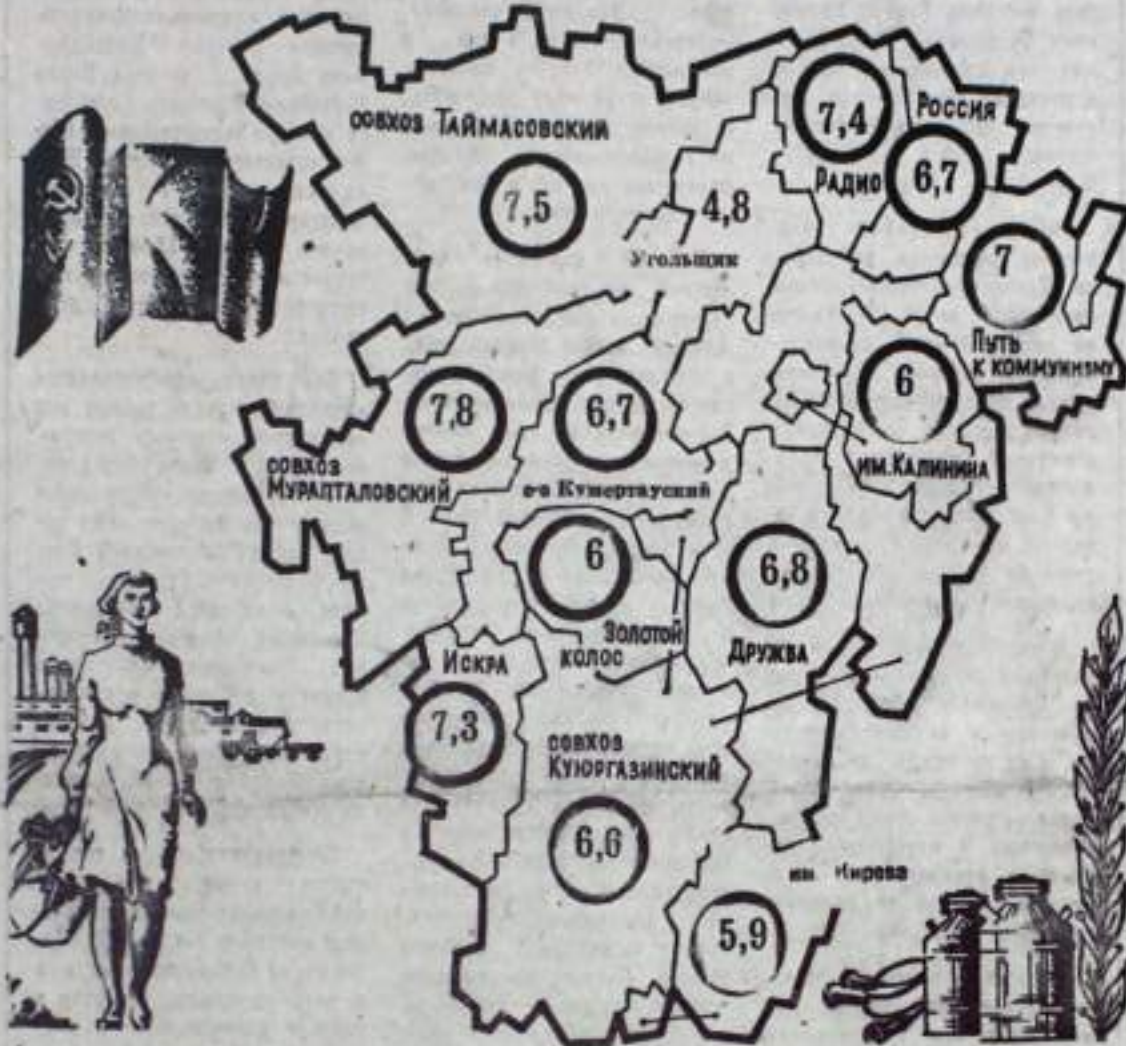 совхоз Таймасовский
7,5
4,8
Угольщик
7,4
Радио
Россия
6,7
7
Путь
к коммунизму
7,8
совхоз
Мурапталовский
6,7
с-з Кумертауский
6
им. Калинина
6
Золотой
колос
6,8
Дружба
Искра
7,3
совхоз
Куюргазинский
6,6
им Кирова
5,9